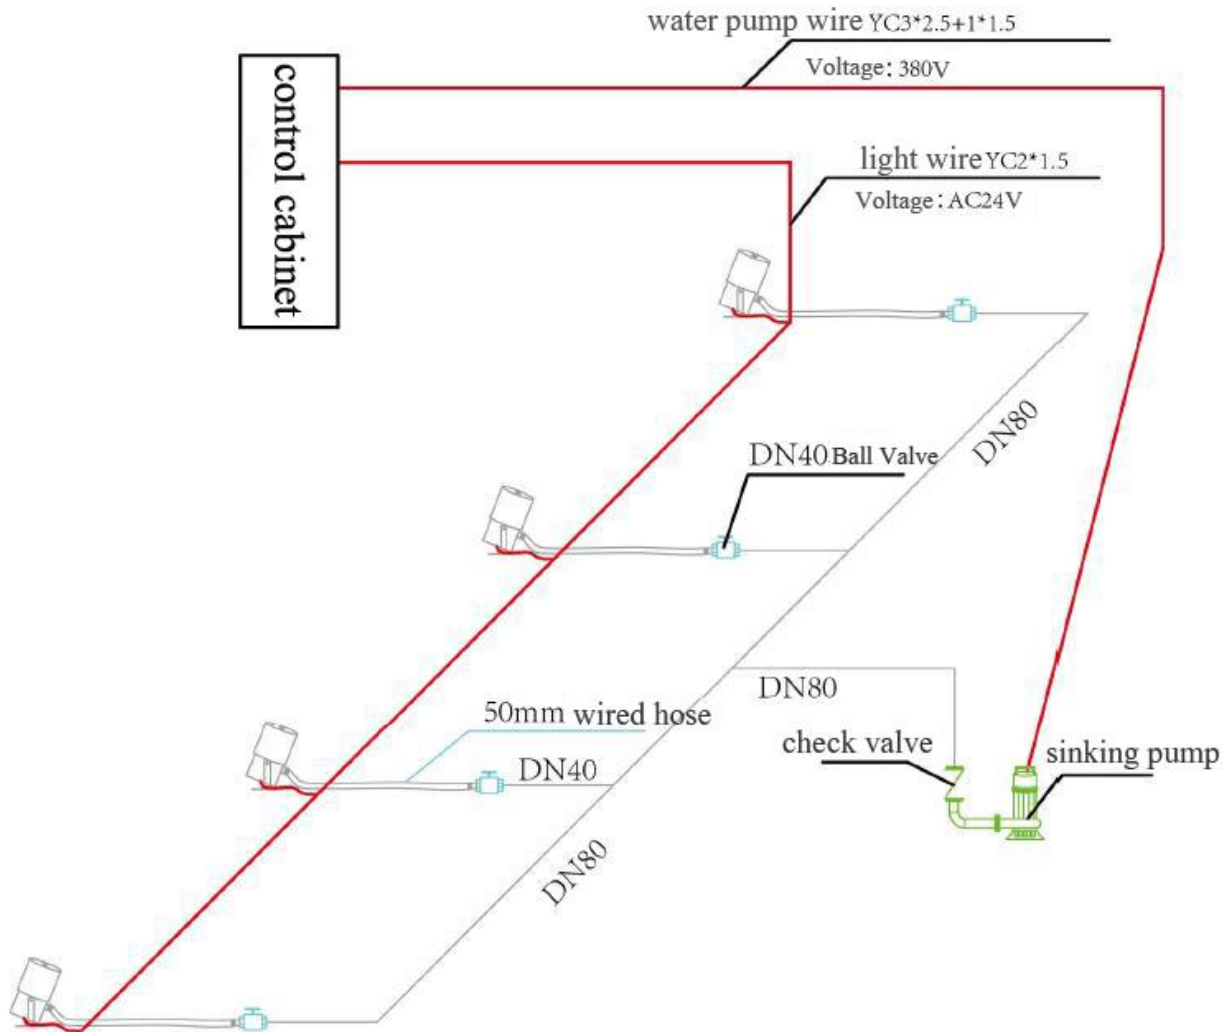 water pump wire YC3*2.5+1*1.5
Voltage: 380V
control cabinet
light wire YC2*1.5
Voltage: AC24V
DN80
DN40 Ball Valve
DN80
50mm wired hose
check valve
sinking pump
DN40
DN80